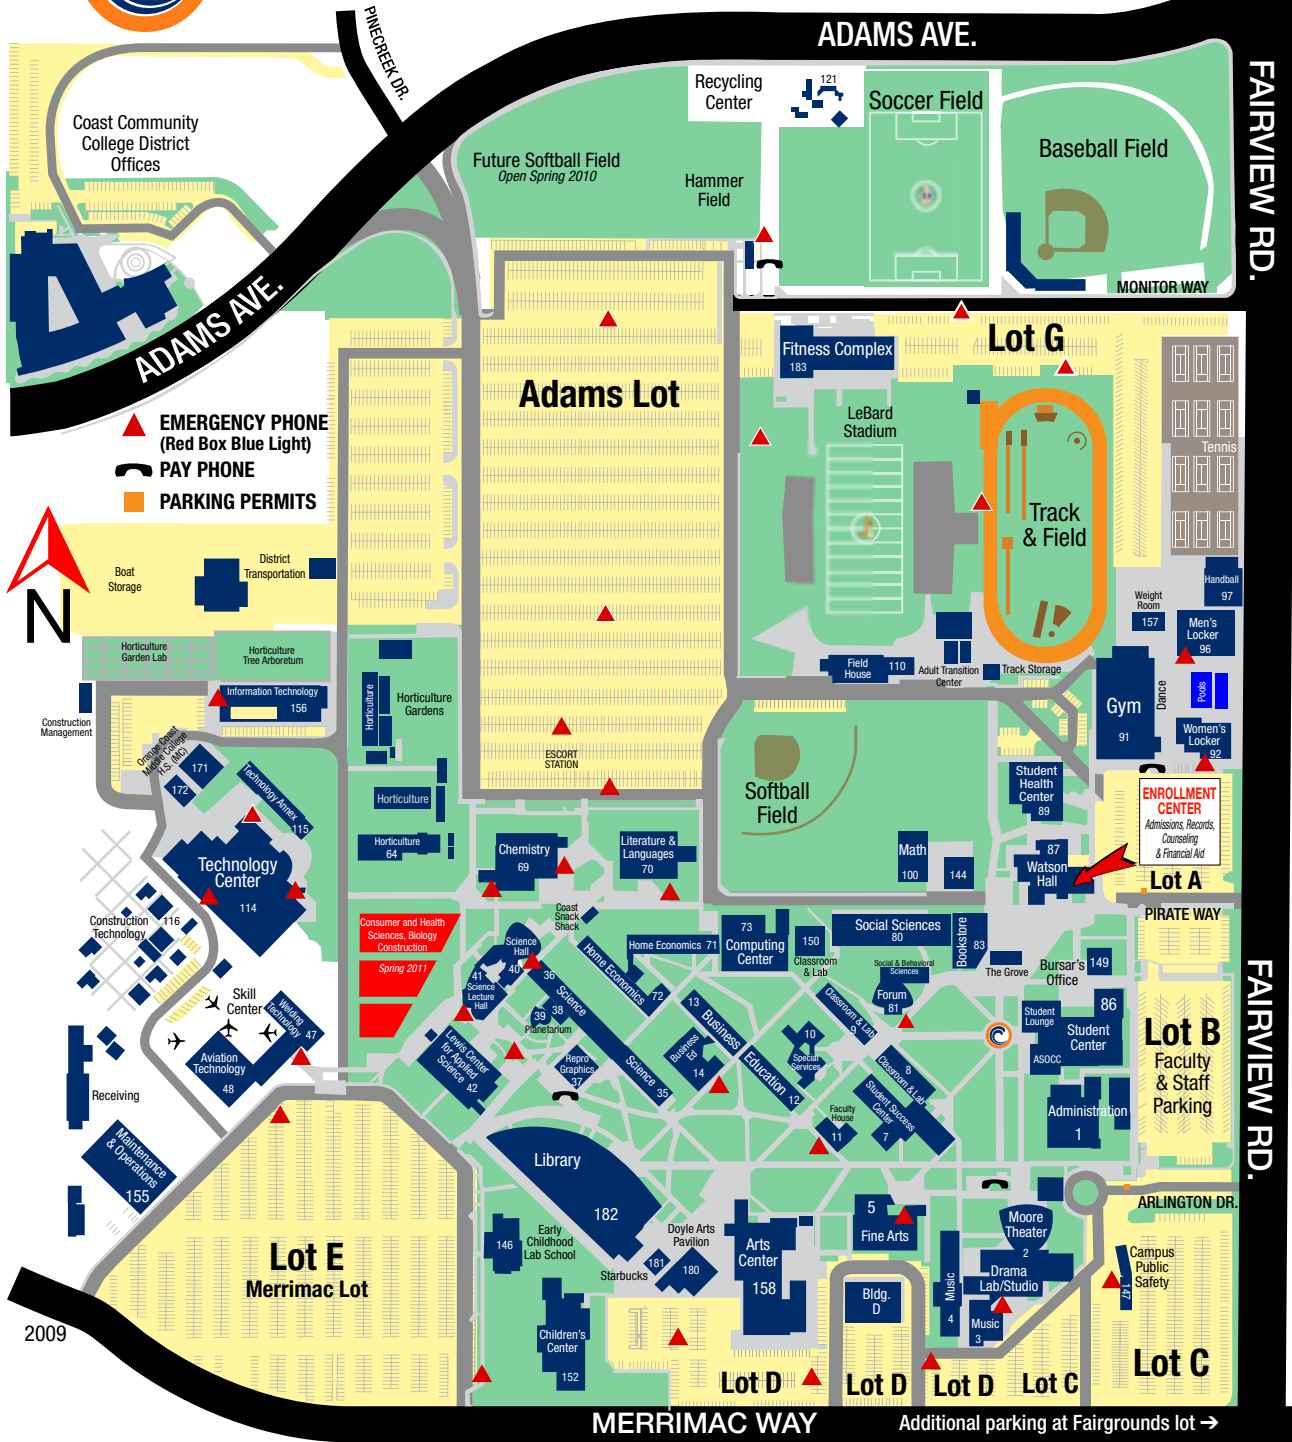 ADAMS AVE.
PINECREEK DR.
FAIRVIEW RD.
Coast Community
College District
Offices
Recycling
Center
121
Soccer Field
Baseball Field
Future Softball Field
Open Spring 2010
Hammer
Field
MONITOR WAY
ADAMS AVE.
Fitness Complex
183
Lot G
Adams Lot
LeBard
Stadium
Tennis
EMERGENCY PHONE
(Red Box Blue Light)
PAY PHONE
PARKING PERMITS
Track
& Field
N
Boat
Storage
District
Transportation
Handball
97
Weight
Room
157
Men's
Locker
96
Horticulture
Garden Lab
Horticulture
Tree Arboretum
Field
House
110
Adult Transition
Center
Track Storage
Information Technology
156
Horticulture
Horticulture
Gardens
Construction
Management
Gym
91
Dance
Pools
Women's
Locker
92
Orange Coast
Middle College
H.S. (MC)
171
172
Technology Annex
115
ESCORT
STATION
Softball
Field
Student
Health
Center
89
ENROLLMENT
CENTER
Admissions, Records,
Counseling
& Financial Aid
Horticulture
Horticulture
64
Chemistry
69
Literature &
Languages
70
Math
100
144
87
Watson
Hall
Lot A
PIRATE WAY
Technology
Center
114
Construction
Technology
116
Consumer and Health
Sciences, Biology
Construction
Spring 2011
Coast
Snack
Shack
Science
Hall
40
41
Science
Lecture
Hall
36
Science
35
39
38
Planetarium
Home Economics
72
Home Economics 71
73
Computing
Center
150
Classroom
& Lab
Social Sciences
80
Bookstore
83
The Grove
Social & Behavioral
Sciences
Forum
81
Bursar's
Office
149
FAIRVIEW RD.
Skill
Center
Welding
Technology
47
Aviation
Technology
48
Lewis Center
for Applied
Science
42
Repro
Graphics
37
13
Business
Education
12
Business
Ed
14
10
Special
Services
Classroom & Lab
9
8
Classroom & Lab
Student Success
Center
7
Faculty
House
11
Student
Lounge
86
Student
Center
ASOCC
Lot B
Faculty
& Staff
Parking
Administration
1
Receiving
Maintenance
& Operations
155
Library
182
ARLINGTON DR.
146
Early
Childhood
Lab School
Doyle Arts
Pavilion
181
180
Starbucks
Arts
Center
158
5
Fine Arts
Moore
Theater
2
Drama
Lab/Studio
Music
4
Music
3
Campus
Public
Safety
147
Lot E
Merrimac Lot
Bldg.
D
Children's
Center
152
2009
Lot D
Lot D
Lot D
Lot C
Lot C
MERRIMAC WAY
Additional parking at Fairgrounds lot ➔